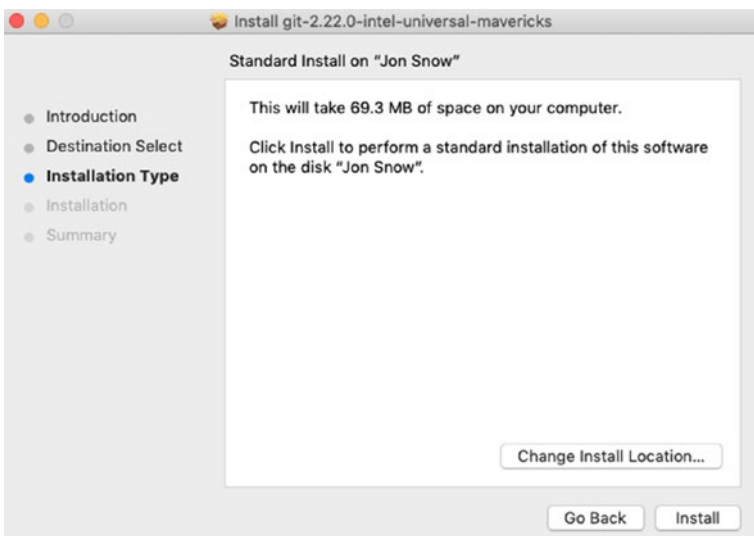 Install git-2.22.0-intel-universal-mavericks
Standard Install on "Jon Snow"
Introduction
Destination Select
Installation Type
Installation
Summary
This will take 69.3 MB of space on your computer.
Click Install to perform a standard installation of this software
on the disk "Jon Snow".
Change Install Location...
Go Back
Install